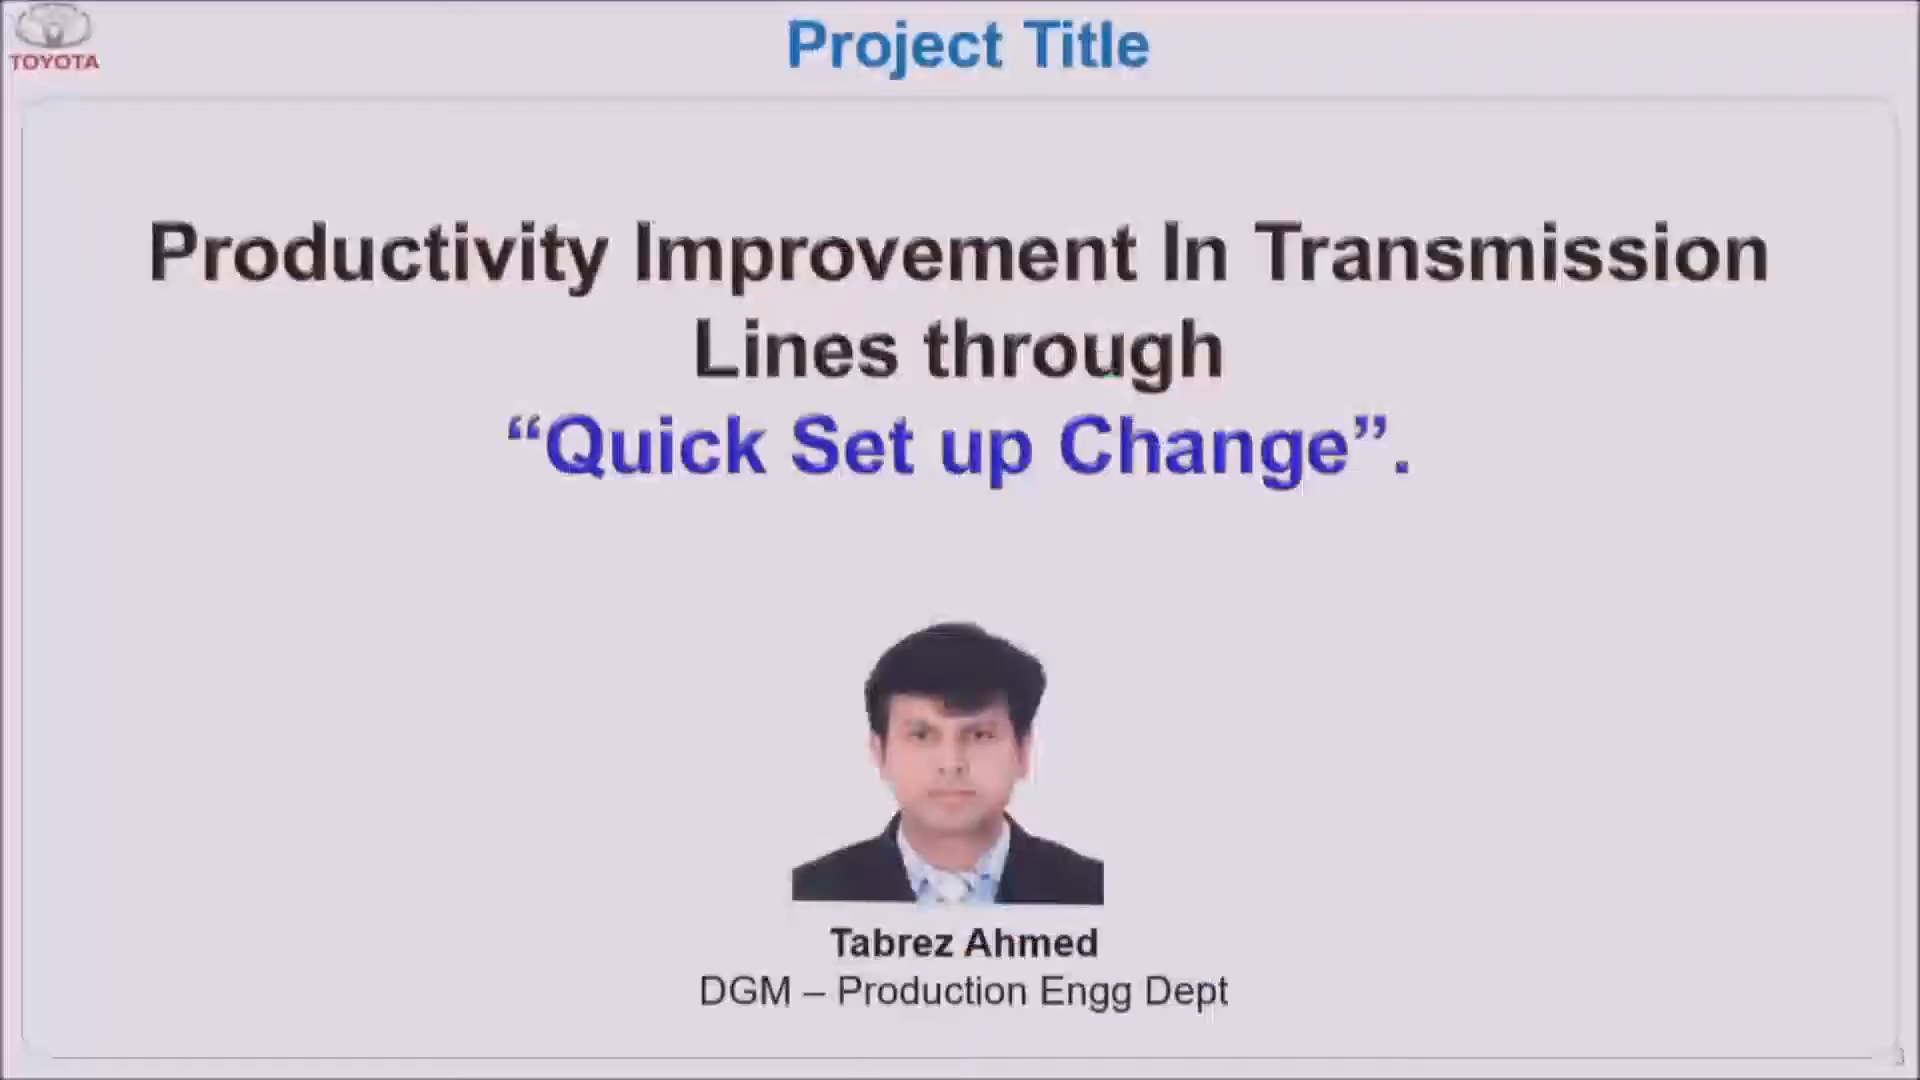 TOYOTA
Project Title
Productivity Improvement In Transmission
Lines through
“Quick Set up Change”.
Tabrez Ahmed
DGM – Production Engg Dept
3